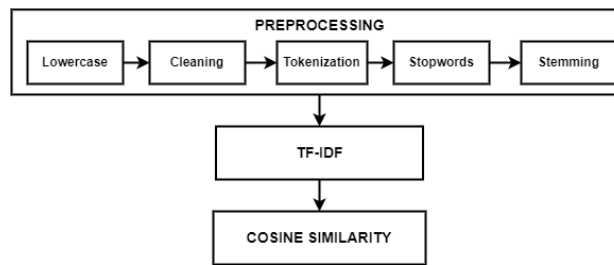 PREPROCESSING
Lowercase
Cleaning
Tokenization
Stopwords
Stemming
TF-IDF
COSINE SIMILARITY